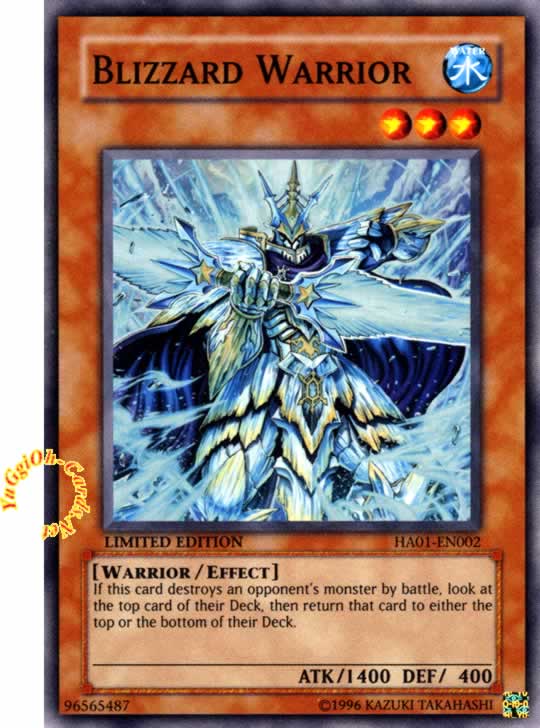 Blizzard Warrior
WATER
水
LIMITED EDITION
HA01-EN002
YuGgiOh-Cards.Net
[Warrior/Effect]
If this card destroys an opponent's monster by battle, look at
the top card of their Deck, then return that card to either the
top or the bottom of their Deck.
ATK/1400 DEF/ 400
96565487
©1996 KAZUKI TAKAHASHI